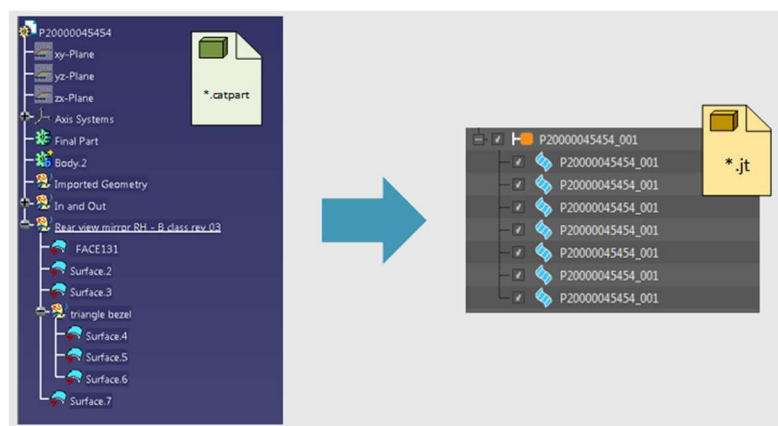 P20000045454
xy-Plane
yz-Plane
zx-Plane
Axis Systems
Final Part
Body.2
Imported Geometry
In and Out
Rear view mirror RH - B class rev 03
FACE131
Surface.2
Surface.3
triangle bezel
Surface.4
Surface.5
Surface.6
Surface.7
*.catpart
P20000045454_001
P20000045454_001
P20000045454_001
P20000045454_001
P20000045454_001
P20000045454_001
P20000045454_001
P20000045454_001
*.jt